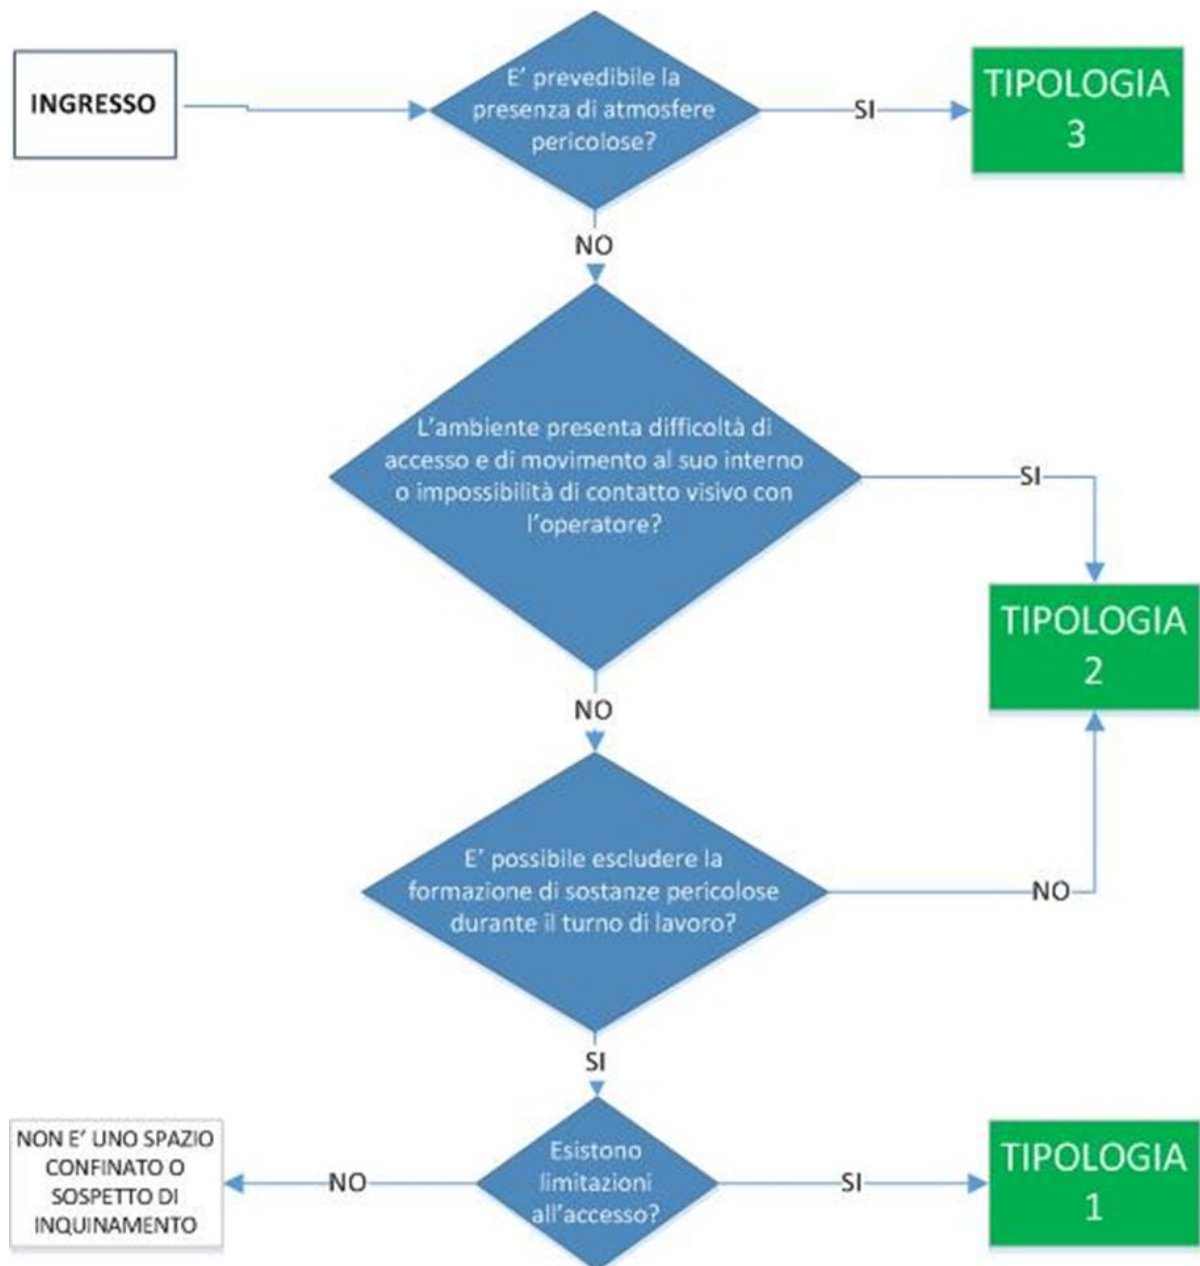 INGRESSO
E' prevedibile la
presenza di atmosfere
pericolose?
SI
TIPOLOGIA
3
NO
L'ambiente presenta difficoltà di
accesso e di movimento al suo interno
o impossibilità di contatto visivo con
l'operatore?
SI
TIPOLOGIA
2
NO
E' possibile escludere la
formazione di sostanze pericolose
durante il turno di lavoro?
NO
SI
Esistono
limitazioni
all'accesso?
NO
NON E' UNO SPAZIO
CONFINATO O
SOSPETTO DI
INQUINAMENTO
SI
TIPOLOGIA
1